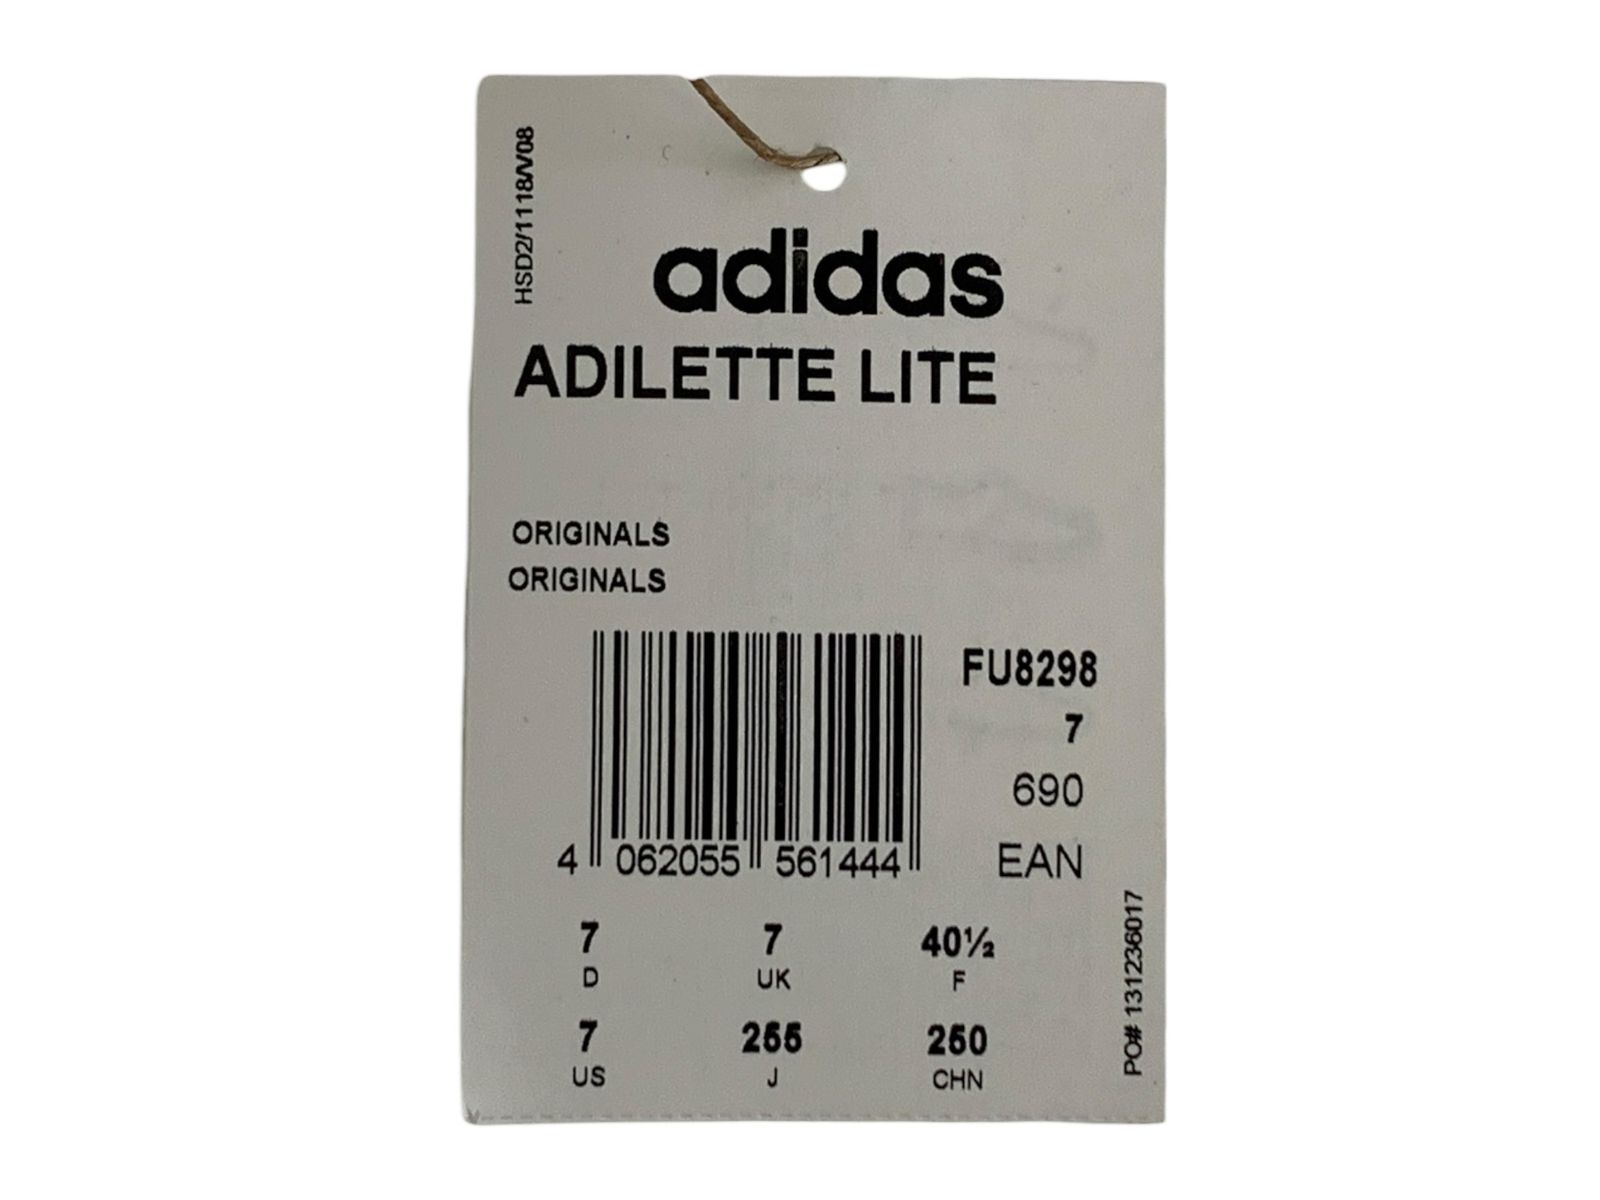 HSD2/1118/V08
adidas
ADILETTE LITE
ORIGINALS
ORIGINALS
FU8298
7
690
EAN
4 062055 561444
7 7 40½
D UK F
7 255 250
US J CHN
PO# 131236017